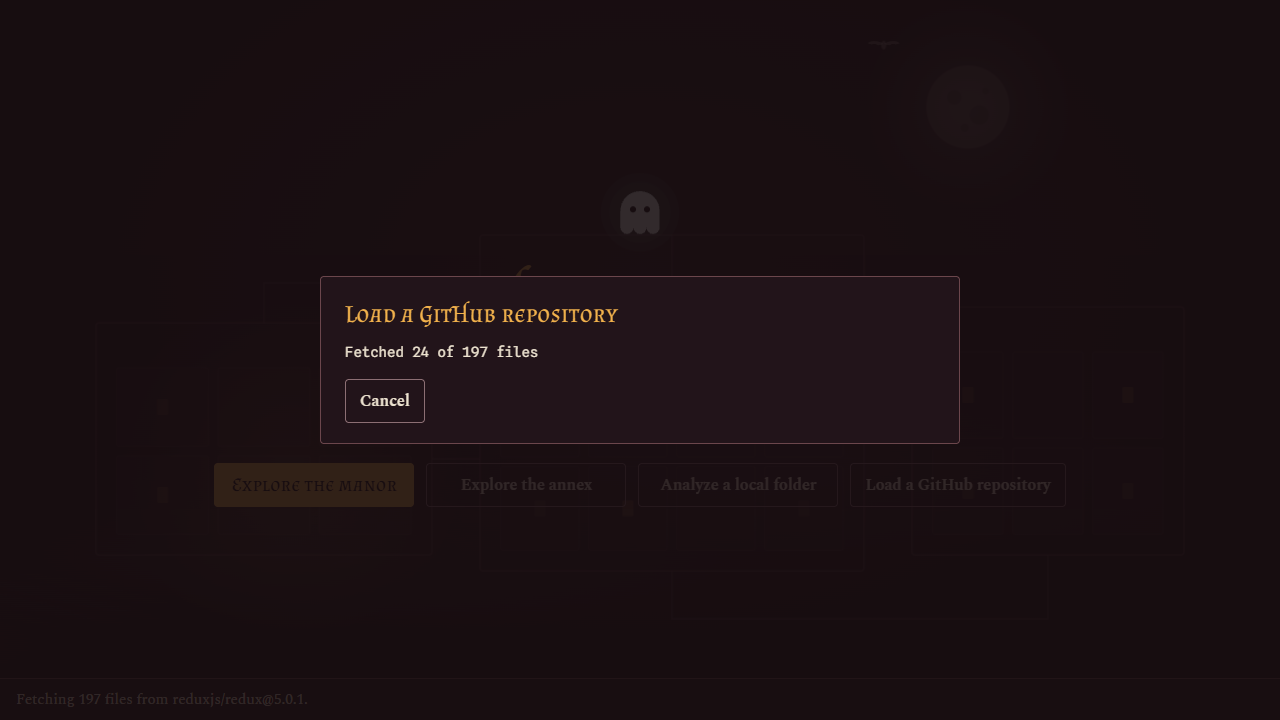 Load a GitHub repository
Fetched 24 of 197 files
Cancel
Explore the manor
Explore the annex
Analyze a local folder
Load a GitHub repository
Fetching 197 files from reduxjs/redux@5.0.1.